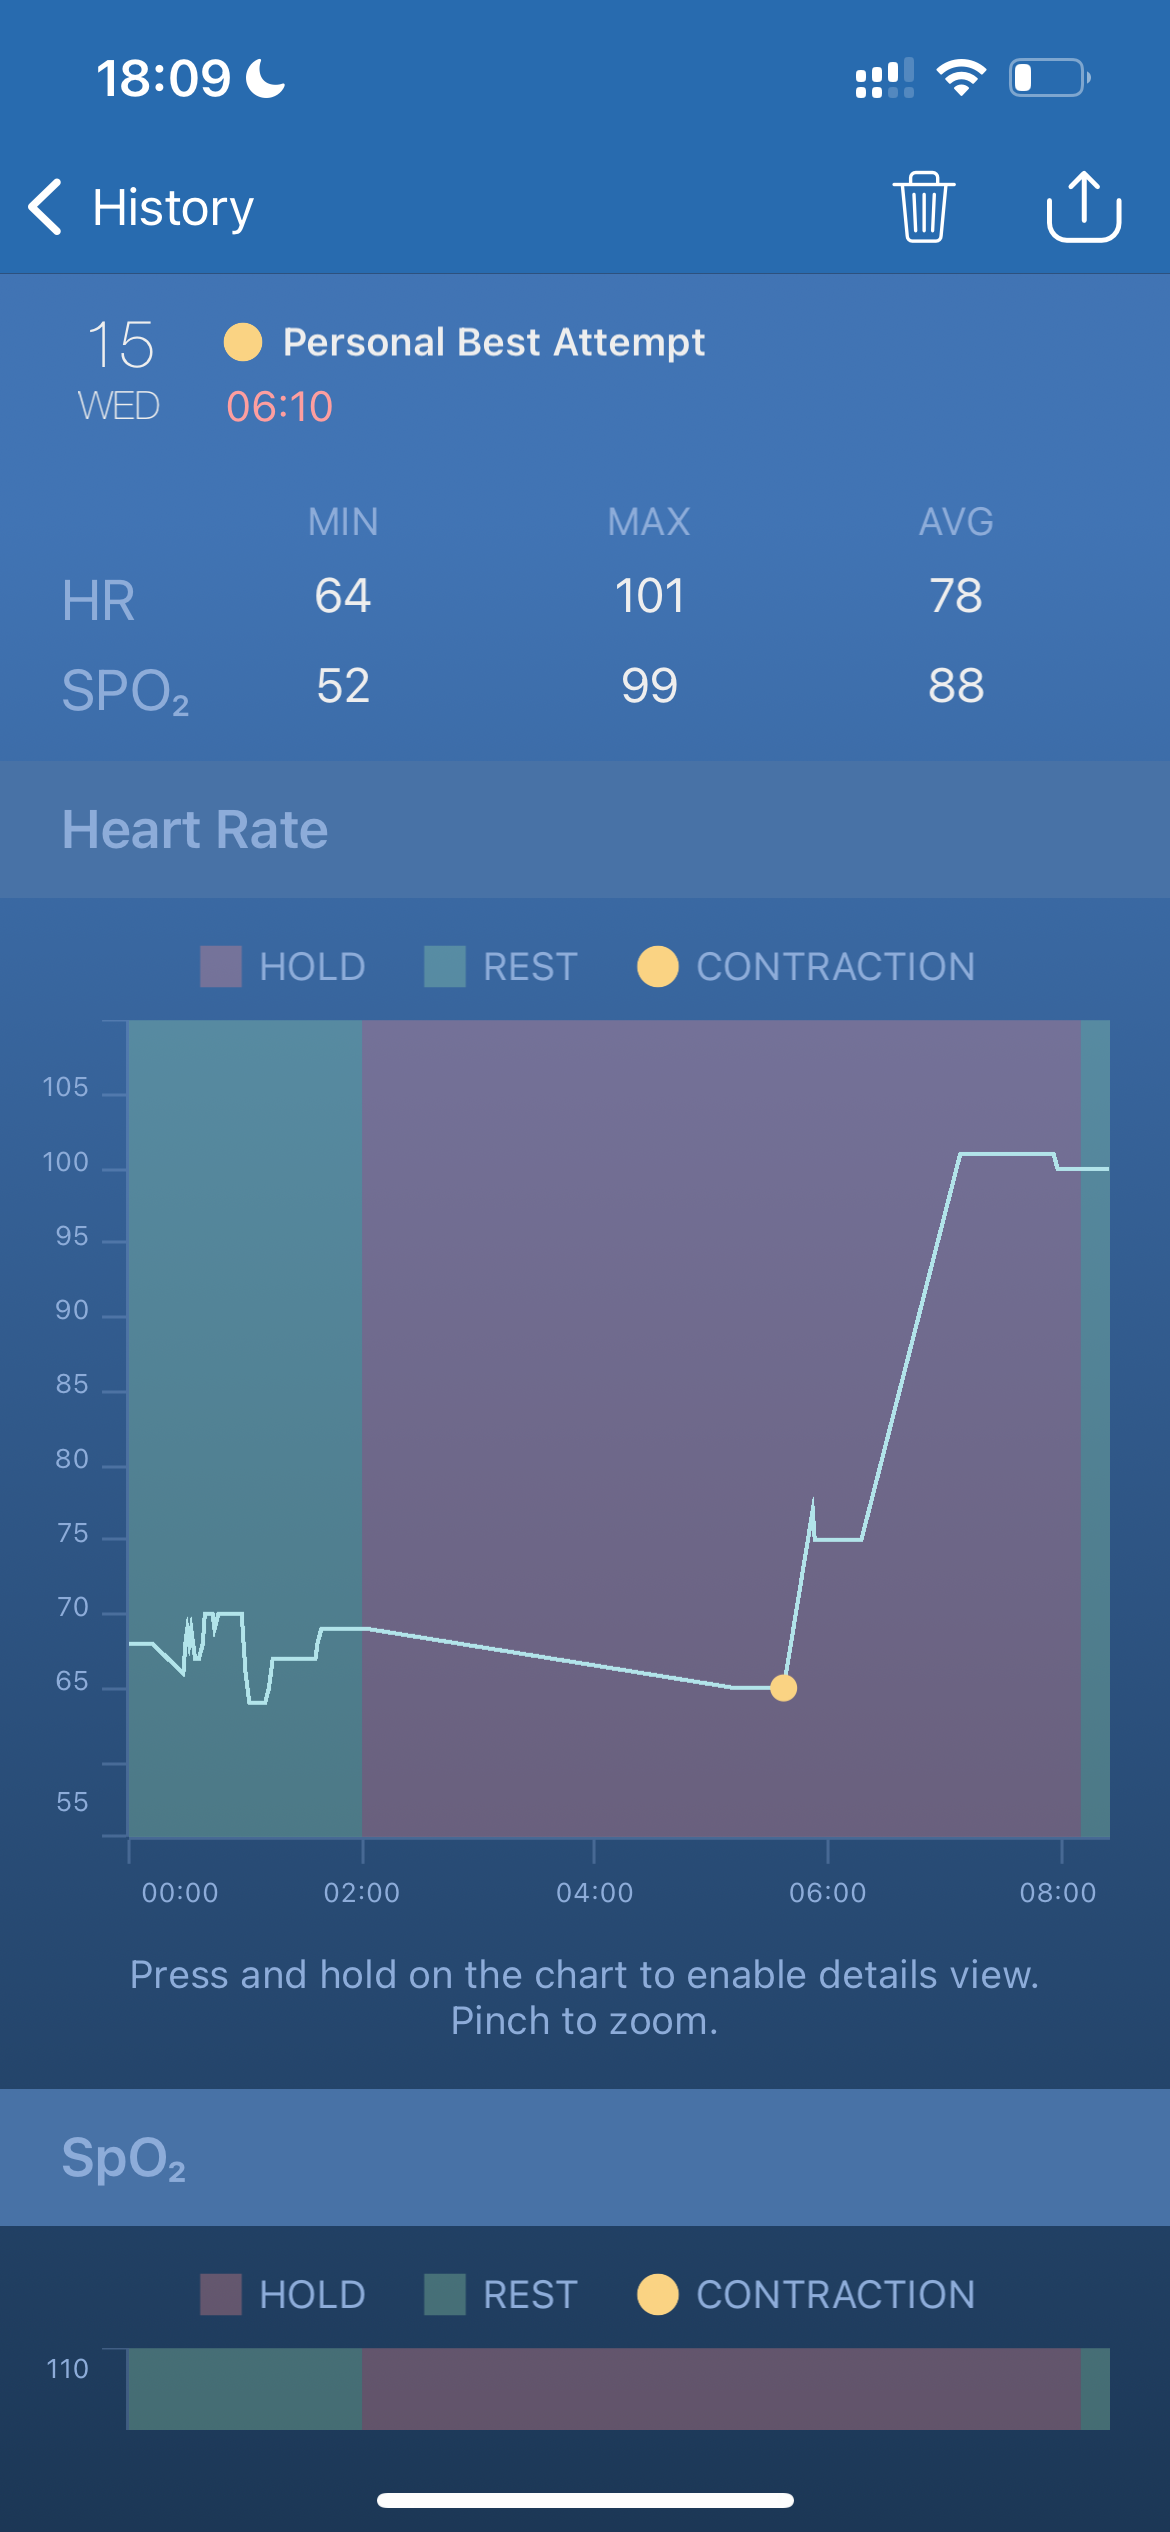 18:09
History
15
WED
Personal Best Attempt
06:10
MIN MAX AVG
HR 64 101 78
SPO₂ 52 99 88
Heart Rate
HOLD REST CONTRACTION
105
100
95
90
85
80
75
70
65
55
00:00 02:00 04:00 06:00 08:00
Press and hold on the chart to enable details view.
Pinch to zoom.
SpO₂
HOLD REST CONTRACTION
110